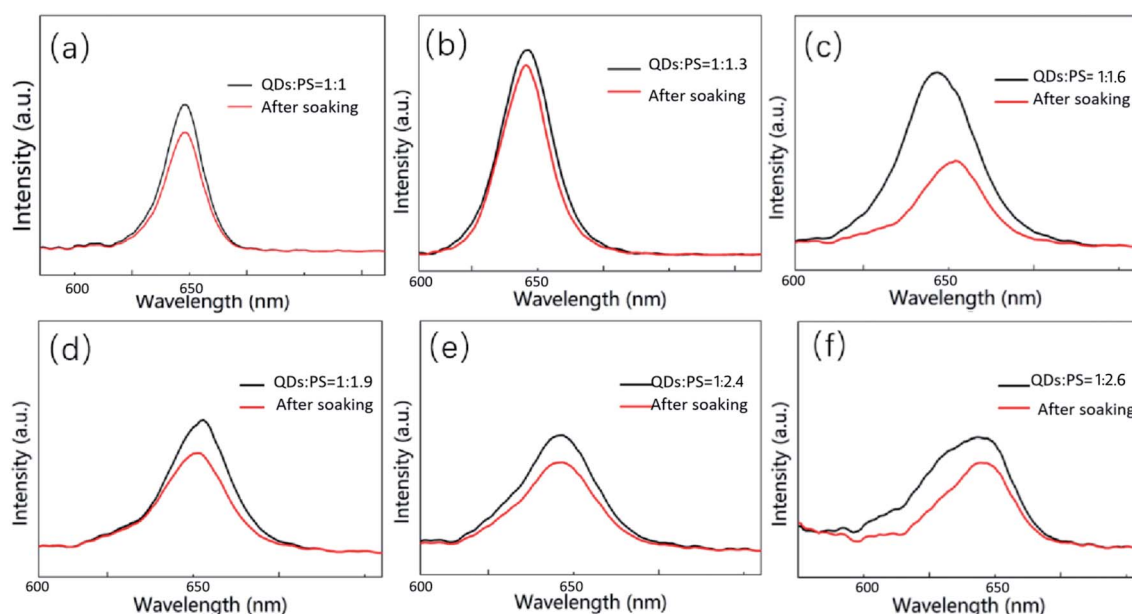 (a)
QDs:PS=1:1
After soaking
Intensity (a.u.)
600
650
Wavelength (nm)
(b)
QDs:PS=1:1.3
After soaking
Intensity (a.u.)
600
650
Wavelength (nm)
(c)
QDs:PS= 1:1.6
After soaking
Intensity (a.u.)
600
650
Wavelength (nm)
(d)
QDs:PS=1:1.9
After soaking
Intensity (a.u.)
600
650
Wavelength (nm)
(e)
QDs:PS=1:2.4
After soaking
Intensity (a.u.)
600
650
Wavelength (nm)
(f)
QDs:PS= 1:2.6
After soaking
Intensity (a.u.)
600
650
Wavelength (nm)